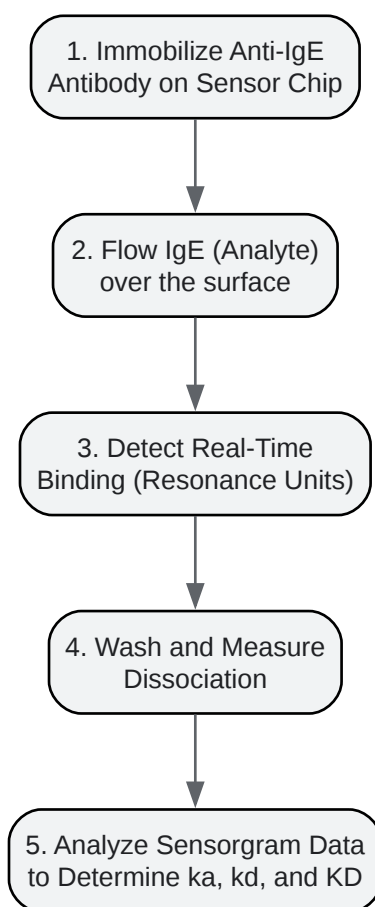 1. Immobilize Anti-IgE
Antibody on Sensor Chip
2. Flow IgE (Analyte)
over the surface
3. Detect Real-Time
Binding (Resonance Units)
4. Wash and Measure
Dissociation
5. Analyze Sensorgram Data
to Determine ka, kd, and KD